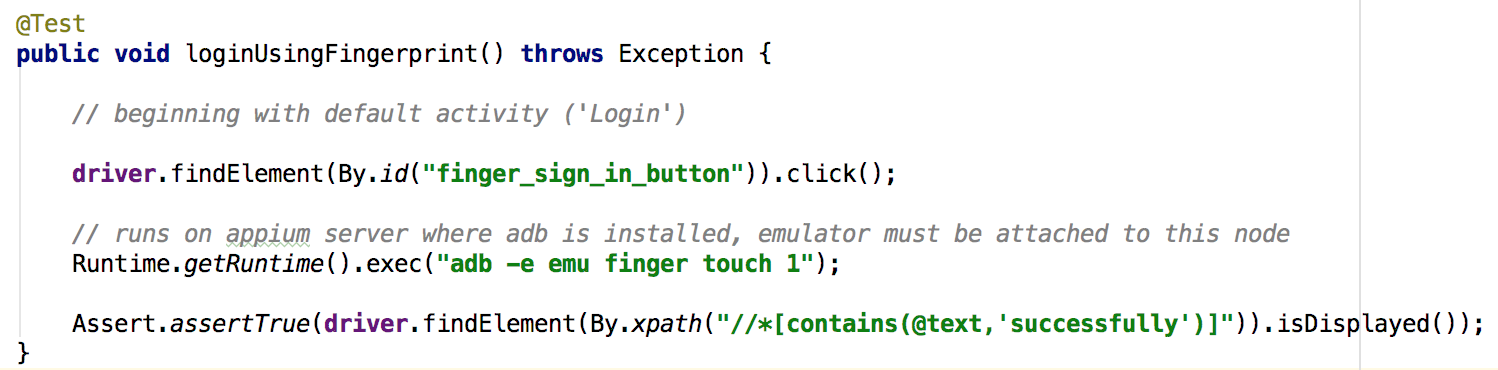 @Test
public void loginUsingFingerprint() throws Exception {
// beginning with default activity ('Login')
driver.findElement(By.id("finger_sign_in_button")).click();
// runs on appium server where adb is installed, emulator must be attached to this node
Runtime.getRuntime().exec("adb -e emu finger touch 1");
Assert.assertTrue(driver.findElement(By.xpath("//*[contains(@text,'successfully')]")).isDisplayed());
}